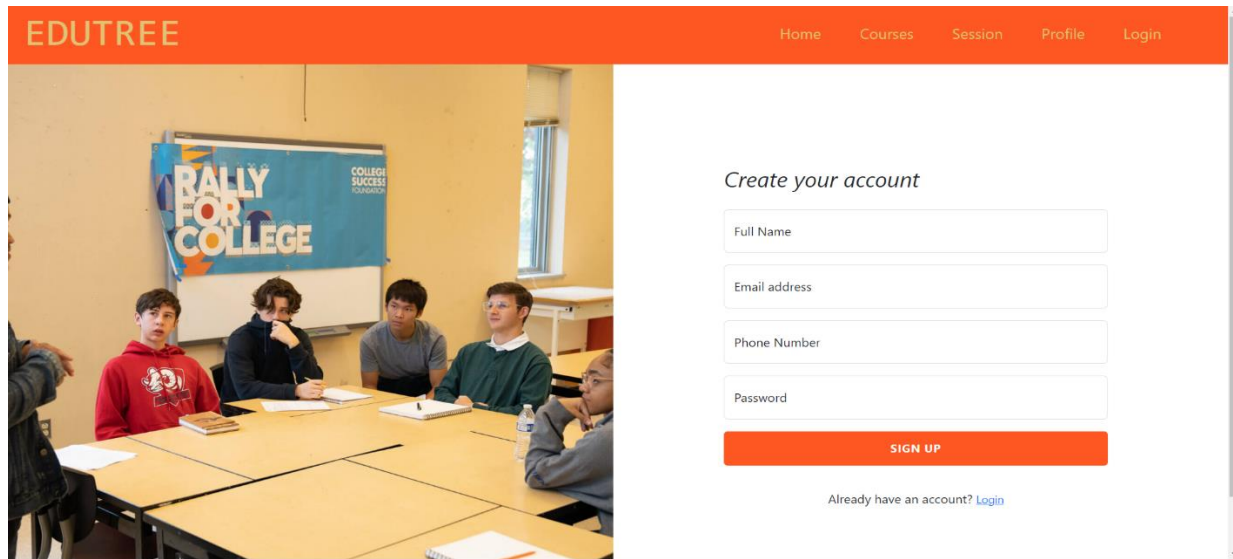 EDUTREE
Home Courses Session Profile Login
RALLY
FOR
COLLEGE
COLLEGE
SUCCESS
FOUNDATION
Create your account
Full Name
Email address
Phone Number
Password
SIGN UP
Already have an account? Login